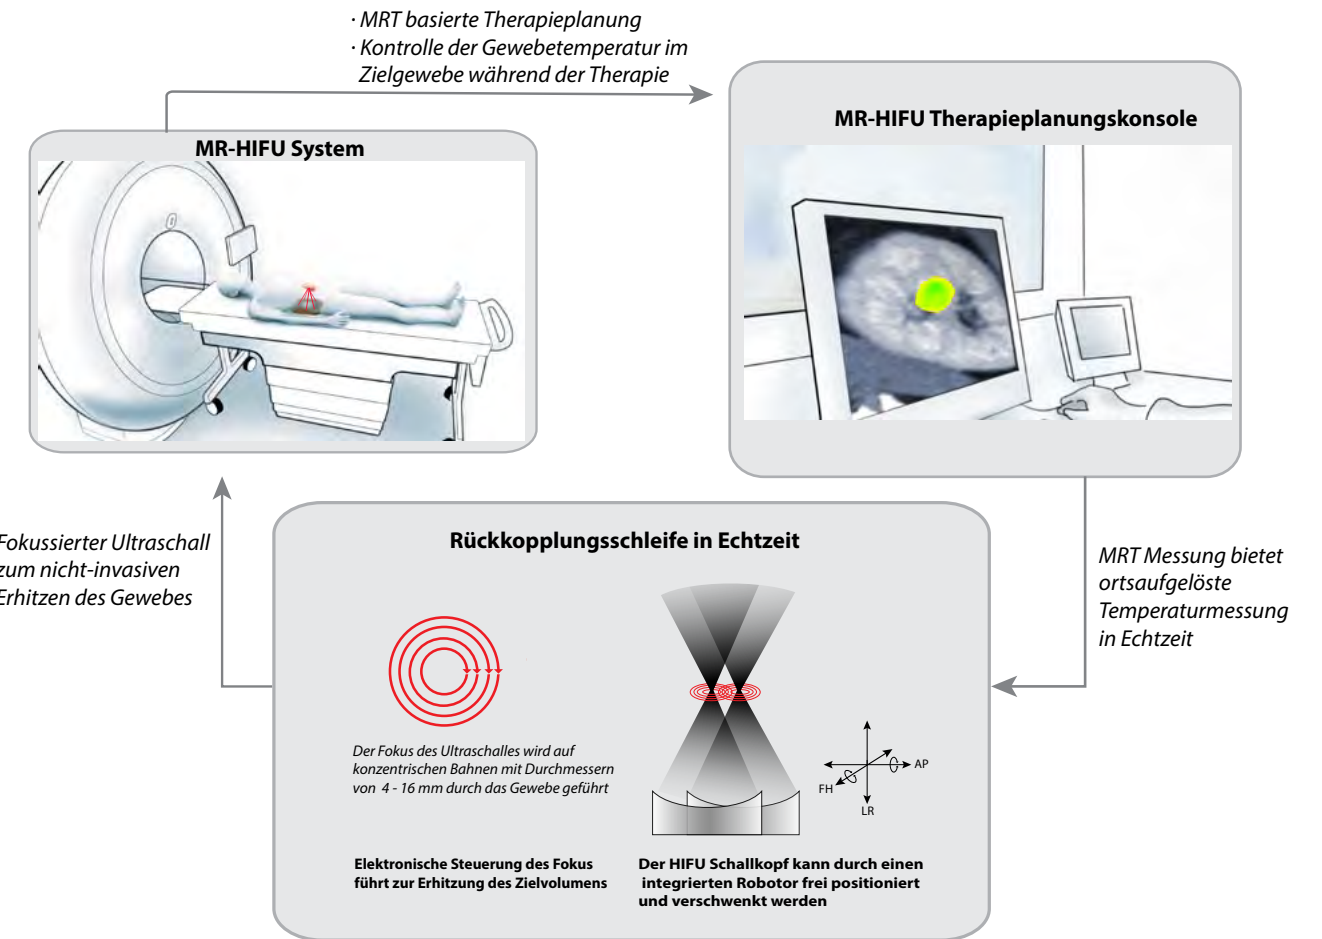 · MRT basierte Therapieplanung
· Kontrolle der Gewebetemperatur im
Zielgewebe während der Therapie
MR-HIFU System
MR-HIFU Therapieplanungskonsole
Fokussierter Ultraschall
zum nicht-invasiven
Erhitzen des Gewebes
Rückkopplungsschleife in Echtzeit
MRT Messung bietet
ortsaufgelöste
Temperaturmessung
in Echtzeit
Der Fokus des Ultraschalles wird auf
konzentrischen Bahnen mit Durchmessern
von 4 - 16 mm durch das Gewebe geführt
AP
FH
LR
Elektronische Steuerung des Fokus
führt zur Erhitzung des Zielvolumens
Der HIFU Schallkopf kann durch einen
integrierten Robotor frei positioniert
und verschwenkt werden